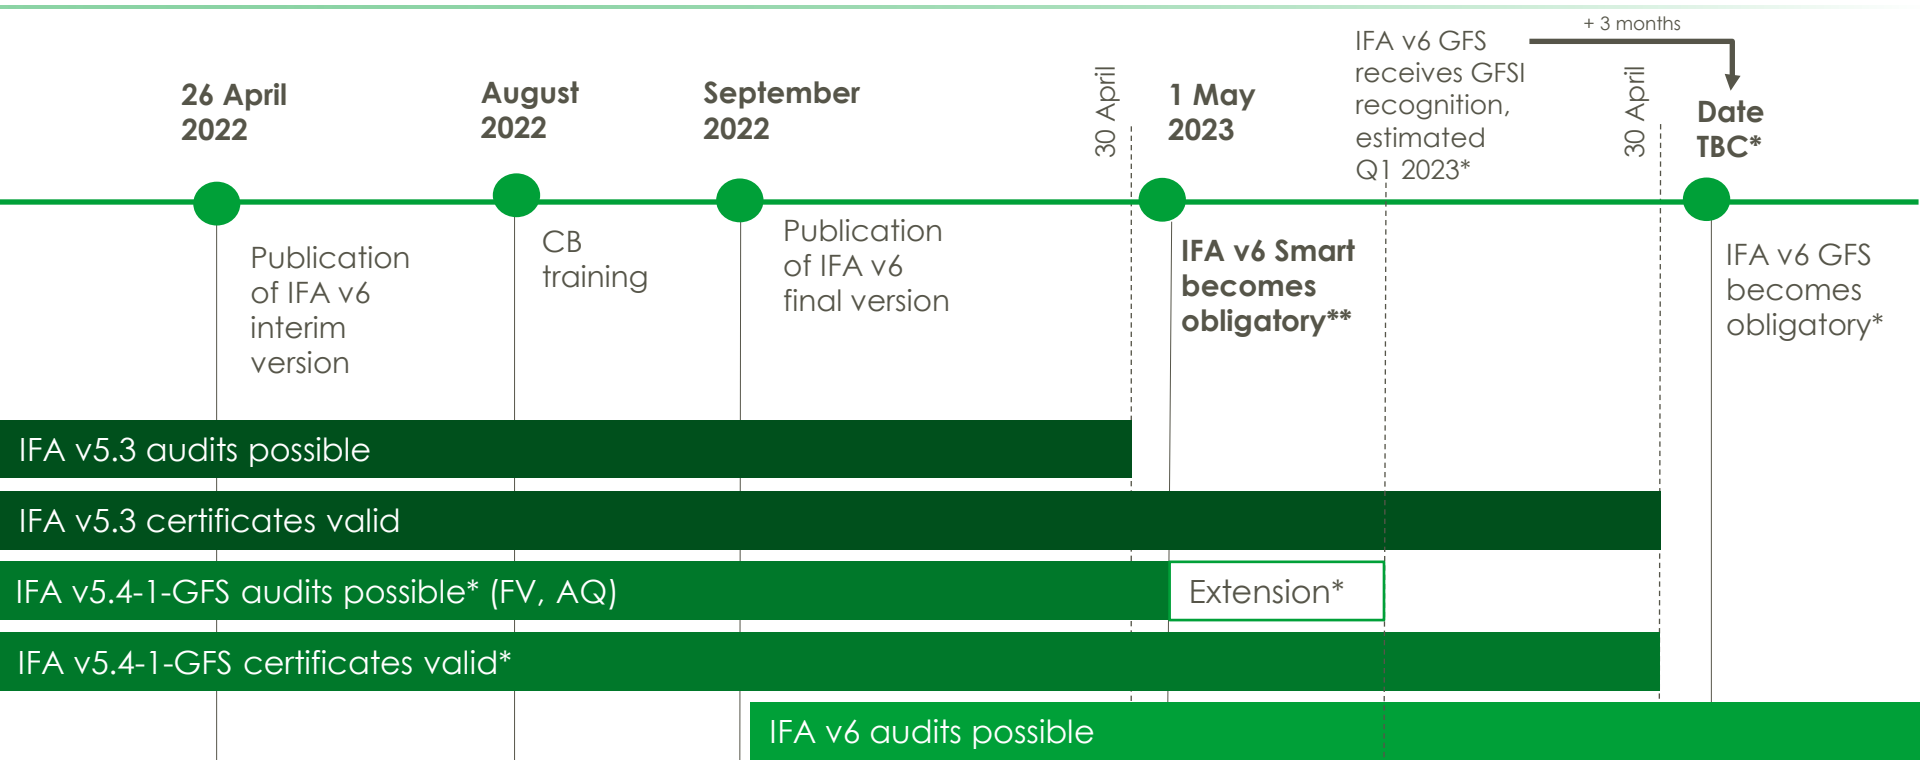 + 3 months
26 April
2022
August
2022
September
2022
30 April
1 May
2023
IFA v6 GFS
receives GFSI
recognition,
estimated
Q1 2023*
30 April
Date
TBC*
Publication
of IFA v6
interim
version
CB
training
Publication
of IFA v6
final version
IFA v6 Smart
becomes
obligatory**
IFA v6 GFS
becomes
obligatory*
IFA v5.3 audits possible
IFA v5.3 certificates valid
IFA v5.4-1-GFS audits possible* (FV, AQ)
Extension*
IFA v5.4-1-GFS certificates valid*
IFA v6 audits possible